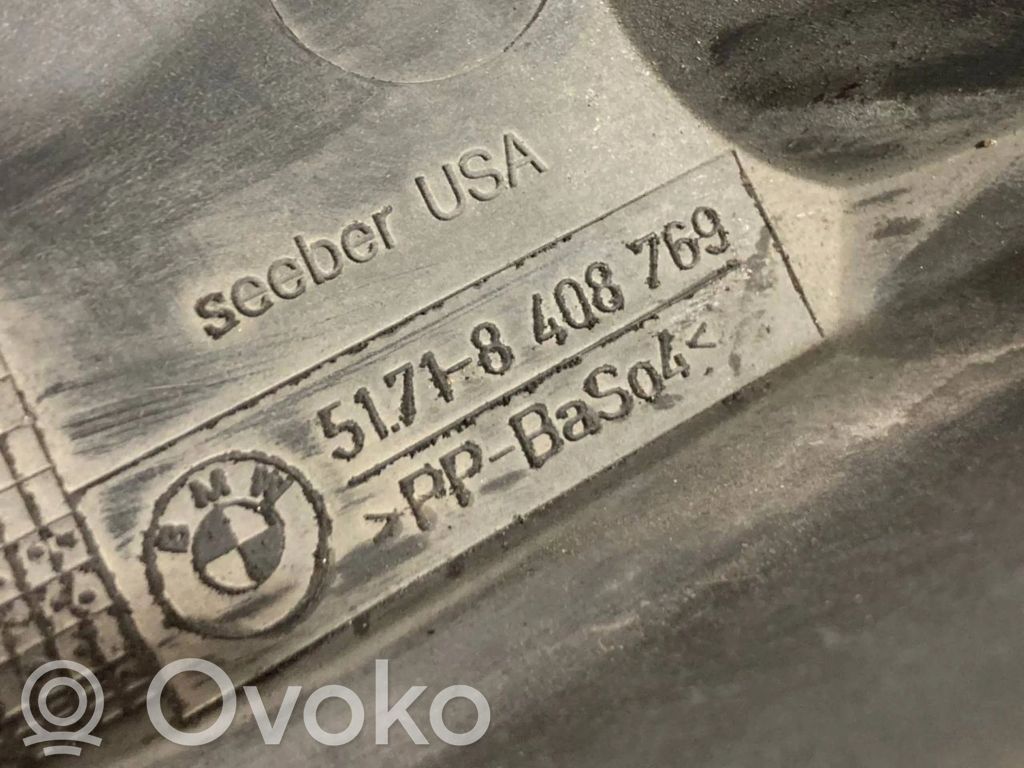 seeber USA
51.71-8 408 769
>PP-BaSo4<
BMW
R Ovoko